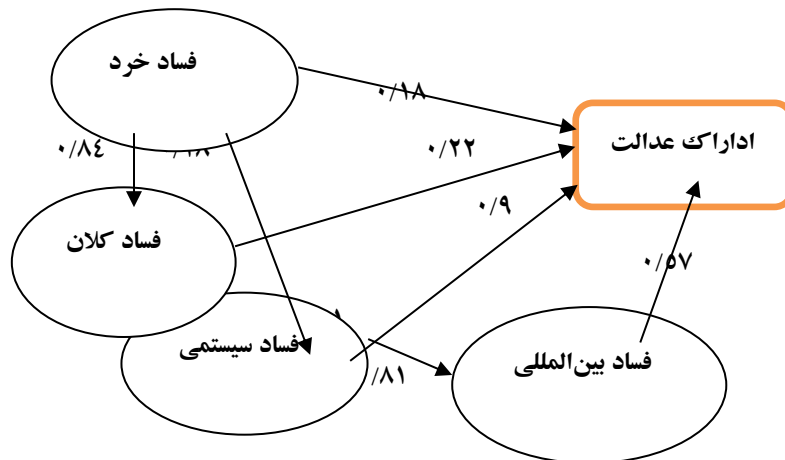 فساد خرد
۰/۱۸
اداراک عدالت
۰/۸۴
۰/۲۲
۰/۹
فساد کلان
۰/۵۷
فساد سیستمی
فساد بین‌المللی
/۸۱